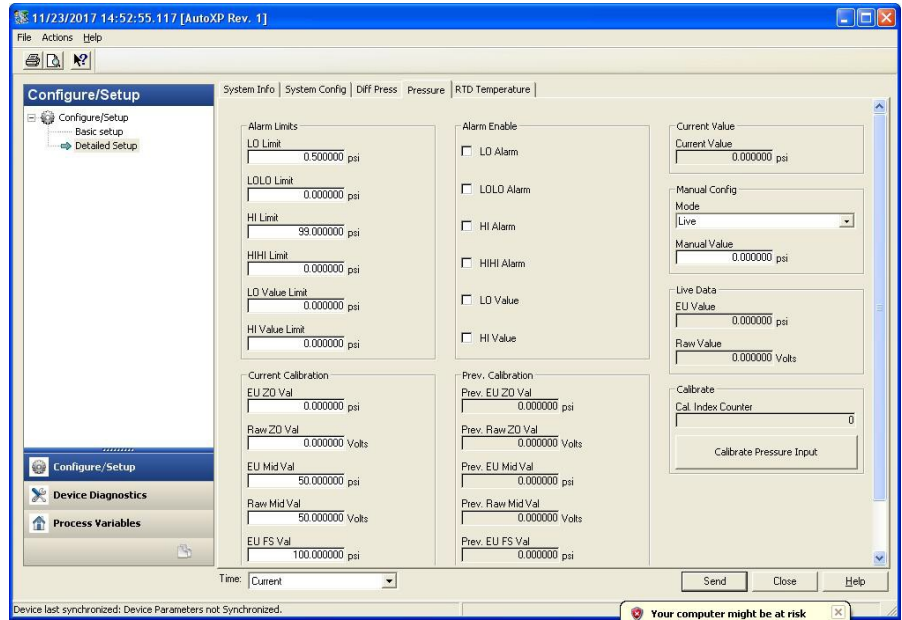 11/23/2017 14:52:55.117 [AutoXP Rev. 1]
File Actions Help
Configure/Setup
Configure/Setup
Basic setup
Detailed Setup
Configure/Setup
Device Diagnostics
Process Variables
System Info System Config Diff Press Pressure RTD Temperature
Alarm Limits
LO Limit
0.500000 psi
LOLO Limit
0.000000 psi
HI Limit
99.000000 psi
HIHI Limit
0.000000 psi
LO Value Limit
0.000000 psi
HI Value Limit
0.000000 psi
Alarm Enable
LO Alarm
LOLO Alarm
HI Alarm
HIHI Alarm
LO Value
HI Value
Current Value
Current Value
0.000000 psi
Manual Config
Mode
Live
Manual Value
0.000000 psi
Live Data
EU Value
0.000000 psi
Raw Value
0.000000 Volts
Current Calibration
EU Z0 Val
0.000000 psi
Raw Z0 Val
0.000000 Volts
EU Mid Val
50.000000 psi
Raw Mid Val
50.000000 Volts
EU FS Val
100.000000 psi
Prev. Calibration
Prev. EU Z0 Val
0.000000 psi
Prev. Raw Z0 Val
0.000000 Volts
Prev. EU Mid Val
0.000000 psi
Prev. Raw Mid Val
0.000000 Volts
Prev. EU FS Val
0.000000 psi
Calibrate
Cal. Index Counter
0
Calibrate Pressure Input
Time: Current
Send Close Help
Device last synchronized: Device Parameters not Synchronized.
Your computer might be at risk